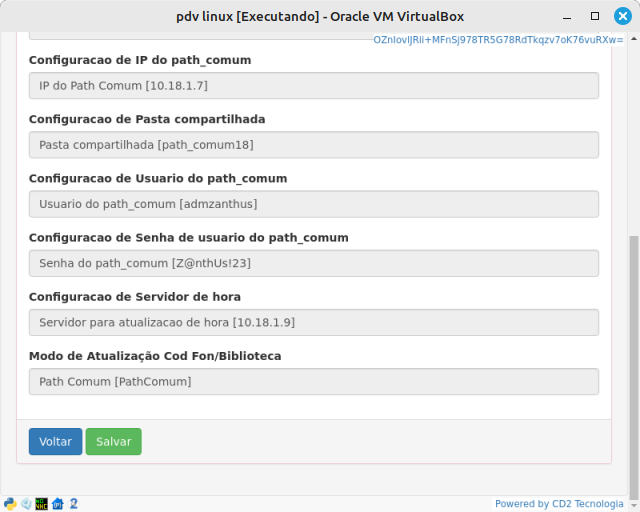 pdv linux [Executando] - Oracle VM VirtualBox
OZnIovIJRli+MFnSj978TR5G78RdTkqzv7oK76vuRXw=
Configuracao de IP do path_comum
IP do Path Comum [10.18.1.7]
Configuracao de Pasta compartilhada
Pasta compartilhada [path_comum18]
Configuracao de Usuario do path_comum
Usuario do path_comum [admzanthus]
Configuracao de Senha de usuario do path_comum
Senha do path_comum [Z@nthUs!23]
Configuracao de Servidor de hora
Servidor para atualizacao de hora [10.18.1.9]
Modo de Atualização Cod Fon/Biblioteca
Path Comum [PathComum]
Voltar Salvar
Powered by CD2 Tecnologia